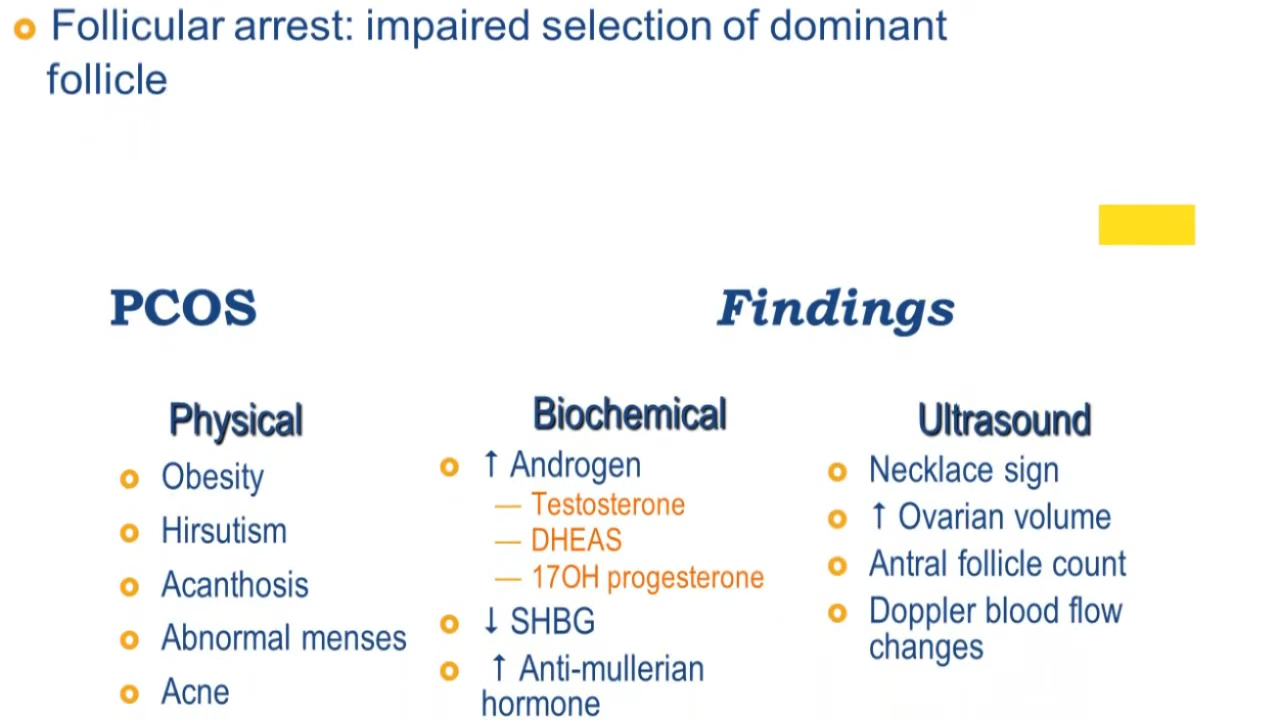 Follicular arrest: impaired selection of dominant
follicle
PCOS
Findings
Physical
Obesity
Hirsutism
Acanthosis
Abnormal menses
Acne
Biochemical
↑ Androgen
— Testosterone
— DHEAS
— 17OH progesterone
↓ SHBG
↑ Anti-mullerian
hormone
Ultrasound
Necklace sign
↑ Ovarian volume
Antral follicle count
Doppler blood flow
changes